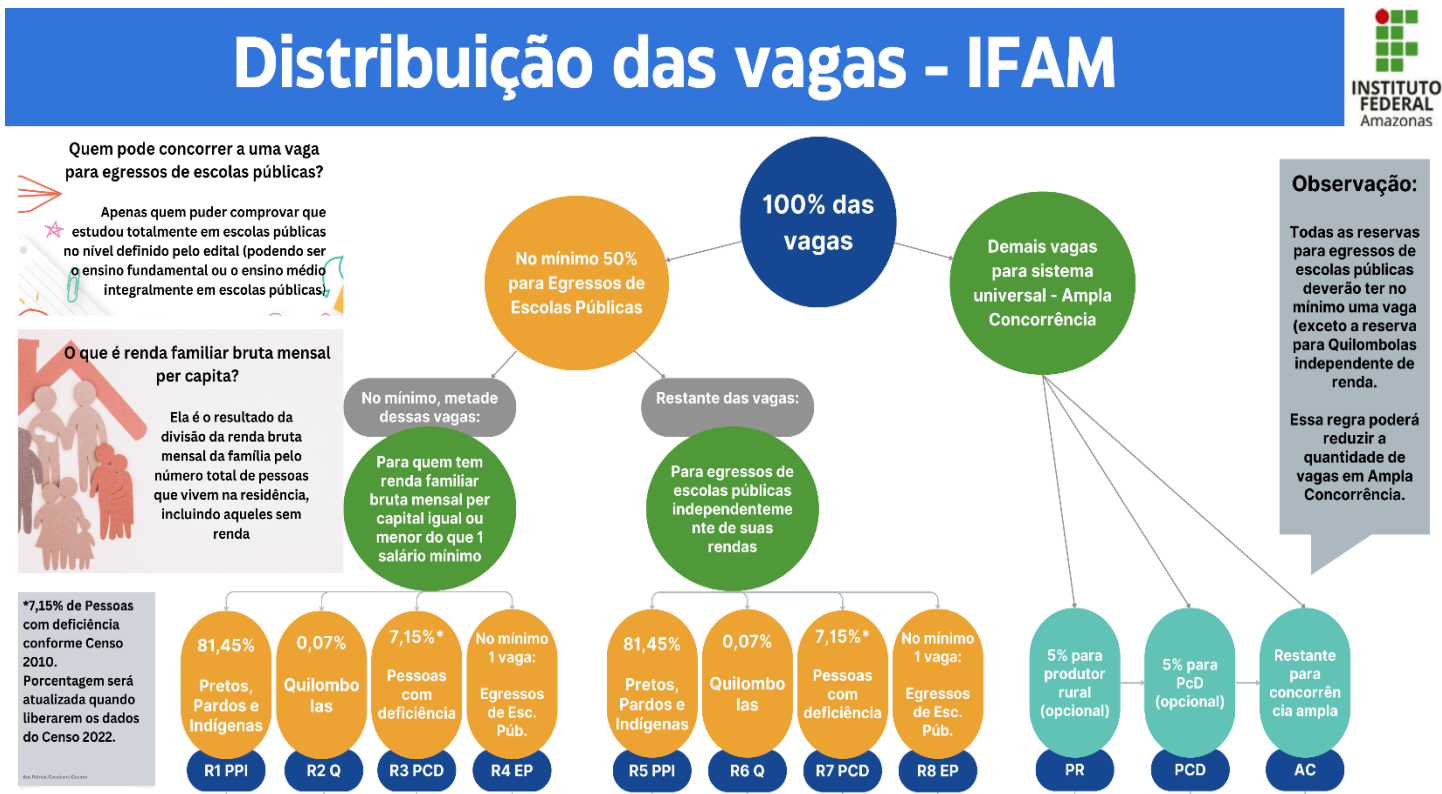 Distribuição das vagas - IFAM
INSTITUTO
FEDERAL
Amazonas
Quem pode concorrer a uma vaga
para egressos de escolas públicas?
Apenas quem puder comprovar que
estudou totalmente em escolas públicas
no nível definido pelo edital (podendo ser
o ensino fundamental ou o ensino médio
integralmente em escolas públicas)
O que é renda familiar bruta mensal
per capita?
Ela é o resultado da
divisão da renda bruta
mensal da família pelo
número total de pessoas
que vivem na residência,
incluindo aqueles sem
renda
*7,15% de Pessoas
com deficiência
conforme Censo
2010.
Porcentagem será
atualizada quando
liberarem os dados
do Censo 2022.
100% das
vagas
No mínimo 50%
para Egressos de
Escolas Públicas
Demais vagas
para sistema
universal - Ampla
Concorrência
No mínimo, metade
dessas vagas:
Para quem tem
renda familiar
bruta mensal per
capital igual ou
menor do que 1
salário mínimo
Restante das vagas:
Para egressos de
escolas públicas
independenteme
nte de suas
rendas
81,45%
Pretos,
Pardos e
Indígenas
R1 PPI
0,07%
Quilombo
las
R2 Q
7,15%*
Pessoas
com
deficiência
R3 PCD
No mínimo
1 vaga:
Egressos
de Esc.
Púb.
R4 EP
81,45%
Pretos,
Pardos e
Indígenas
R5 PPI
0,07%
Quilombo
las
R6 Q
7,15%*
Pessoas
com
deficiência
R7 PCD
No mínimo
1 vaga:
Egressos
de Esc.
Púb.
R8 EP
5% para
produtor
rural
(opcional)
PR
5% para
PcD
(opcional)
PCD
Restante
para
concorrên
cia ampla
AC
Observação:
Todas as reservas
para egressos de
escolas públicas
deverão ter no
mínimo uma vaga
(exceto a reserva
para Quilombolas
independente de
renda.
Essa regra poderá
reduzir a
quantidade de
vagas em Ampla
Concorrência.